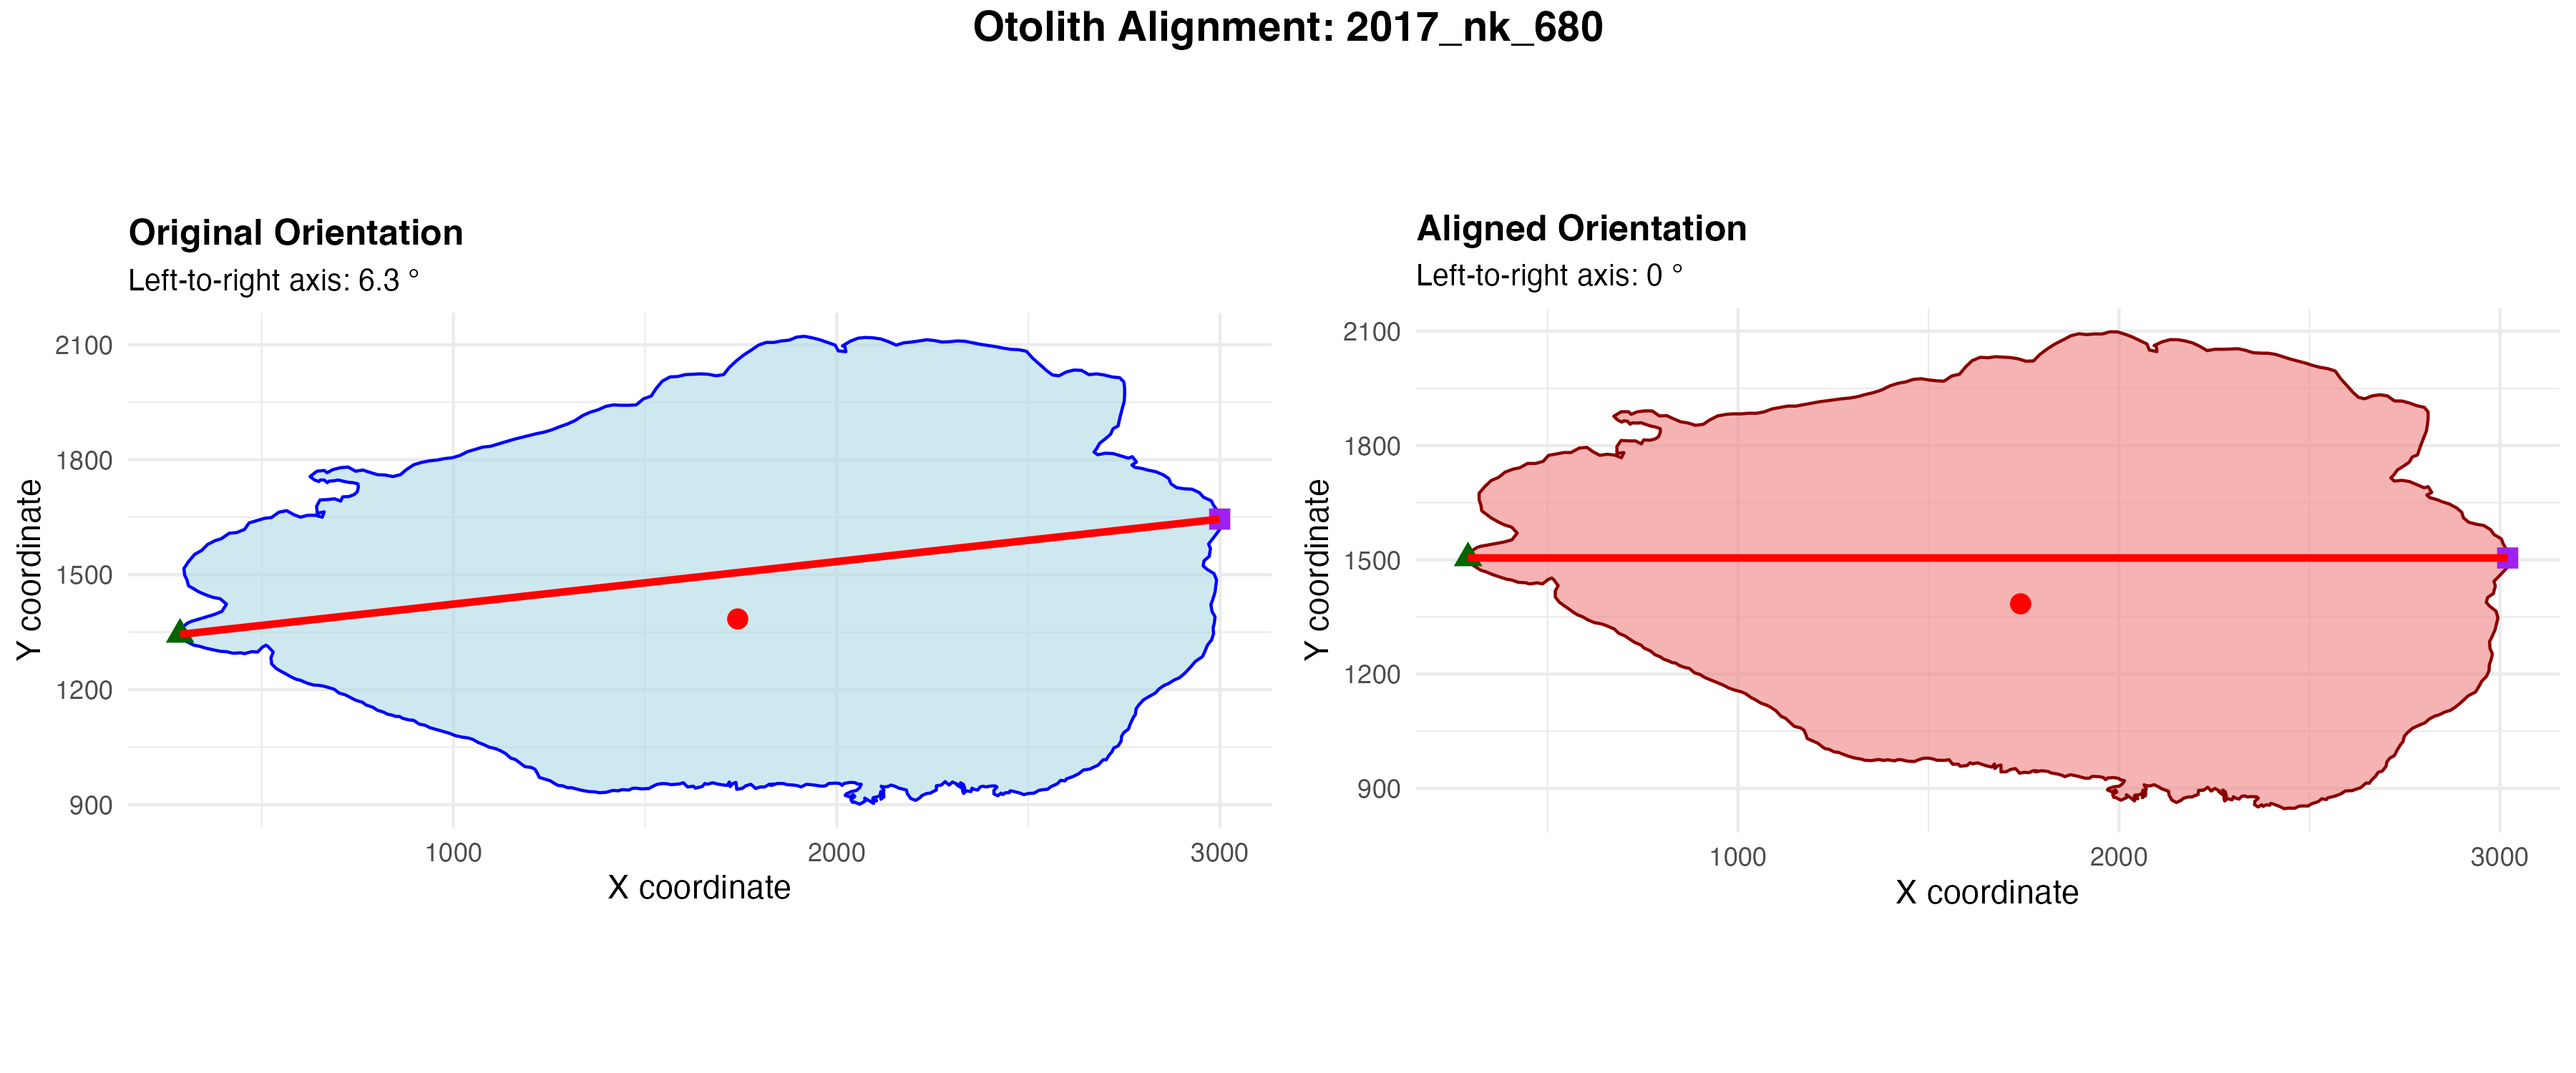 Otolith Alignment: 2017_nk_680
Original Orientation
Left-to-right axis: 6.3 °
2100
1800
1500
1200
900
Y coordinate
1000
2000
3000
X coordinate
Aligned Orientation
Left-to-right axis: 0 °
2100
1800
1500
1200
900
Y coordinate
1000
2000
3000
X coordinate